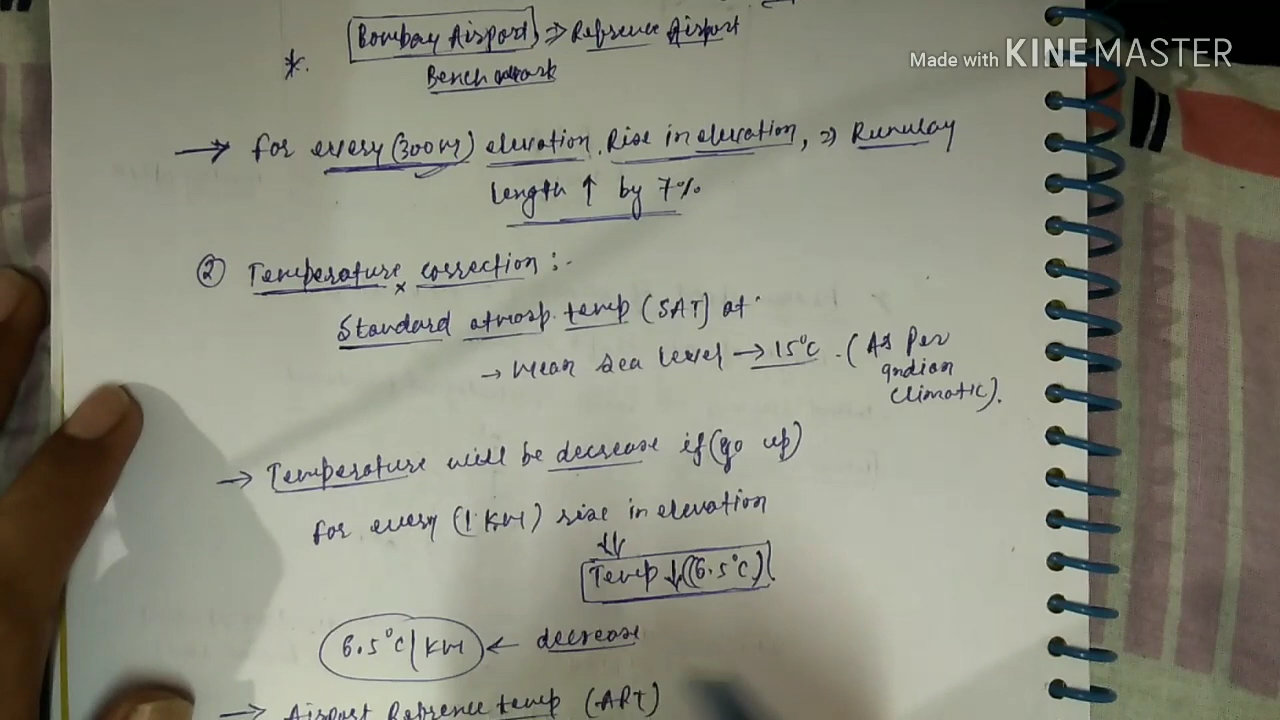 Bombay Airport => Refrence Airport
Made with KINEMASTER
*. Bench mark
→ for every (300m) elevation. Rise in elevation, => Runway
length ↑ by 7%
② Temperature correction :-
Standard atmosp. temp (SAT) at
→ Mean sea level → 15°C . (As Per
indian
climatic).
→ Temperature will be decrease if (go up)
for every (1 KM) rise in elevation
↓↓
Temp ↓ (6.5°C)
6.5°C/KM ← decrease
→ Airport Refrence temp (ART)